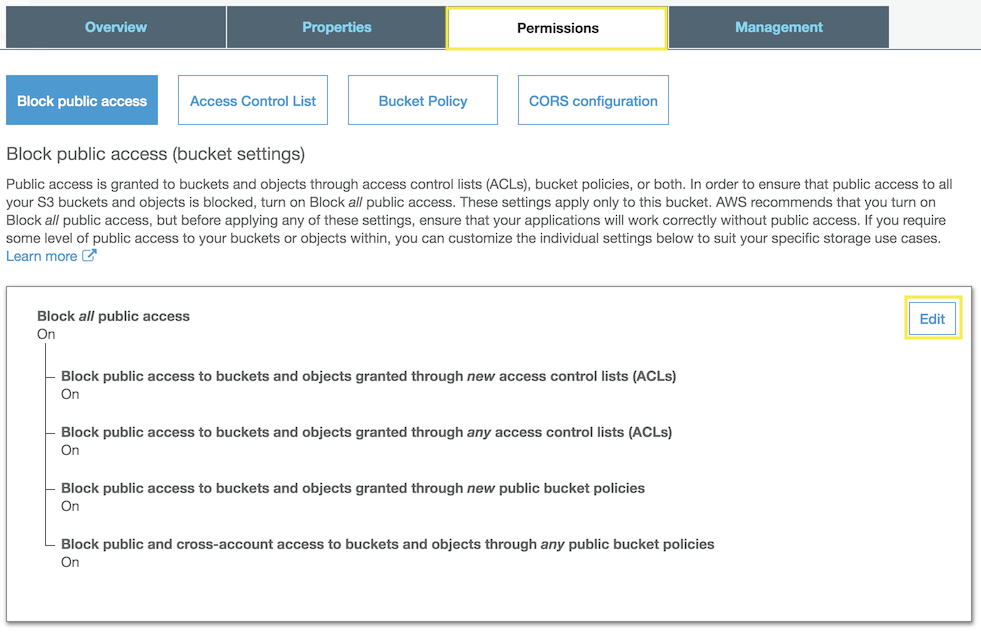 Overview Properties Permissions Management
Block public access Access Control List Bucket Policy CORS configuration
Block public access (bucket settings)
Public access is granted to buckets and objects through access control lists (ACLs), bucket policies, or both. In order to ensure that public access to all
your S3 buckets and objects is blocked, turn on Block all public access. These settings apply only to this bucket. AWS recommends that you turn on
Block all public access, but before applying any of these settings, ensure that your applications will work correctly without public access. If you require
some level of public access to your buckets or objects within, you can customize the individual settings below to suit your specific storage use cases.
Learn more
Block all public access
Edit
On
Block public access to buckets and objects granted through new access control lists (ACLs)
On
Block public access to buckets and objects granted through any access control lists (ACLs)
On
Block public access to buckets and objects granted through new public bucket policies
On
Block public and cross-account access to buckets and objects through any public bucket policies
On